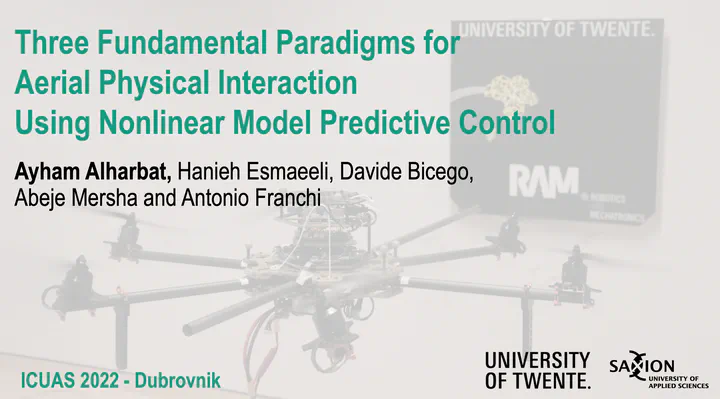 Three Fundamental Paradigms for
Aerial Physical Interaction
Using Nonlinear Model Predictive Control
UNIVERSITY OF TWENTE.
RAM
ROBOTICS
MECHATRONICS
Ayham Alharbat, Hanieh Esmaeeli, Davide Bicego,
Abeje Mersha and Antonio Franchi
ICUAS 2022 - Dubrovnik
UNIVERSITY
OF TWENTE.
SAXION
UNIVERSITY OF
APPLIED SCIENCES